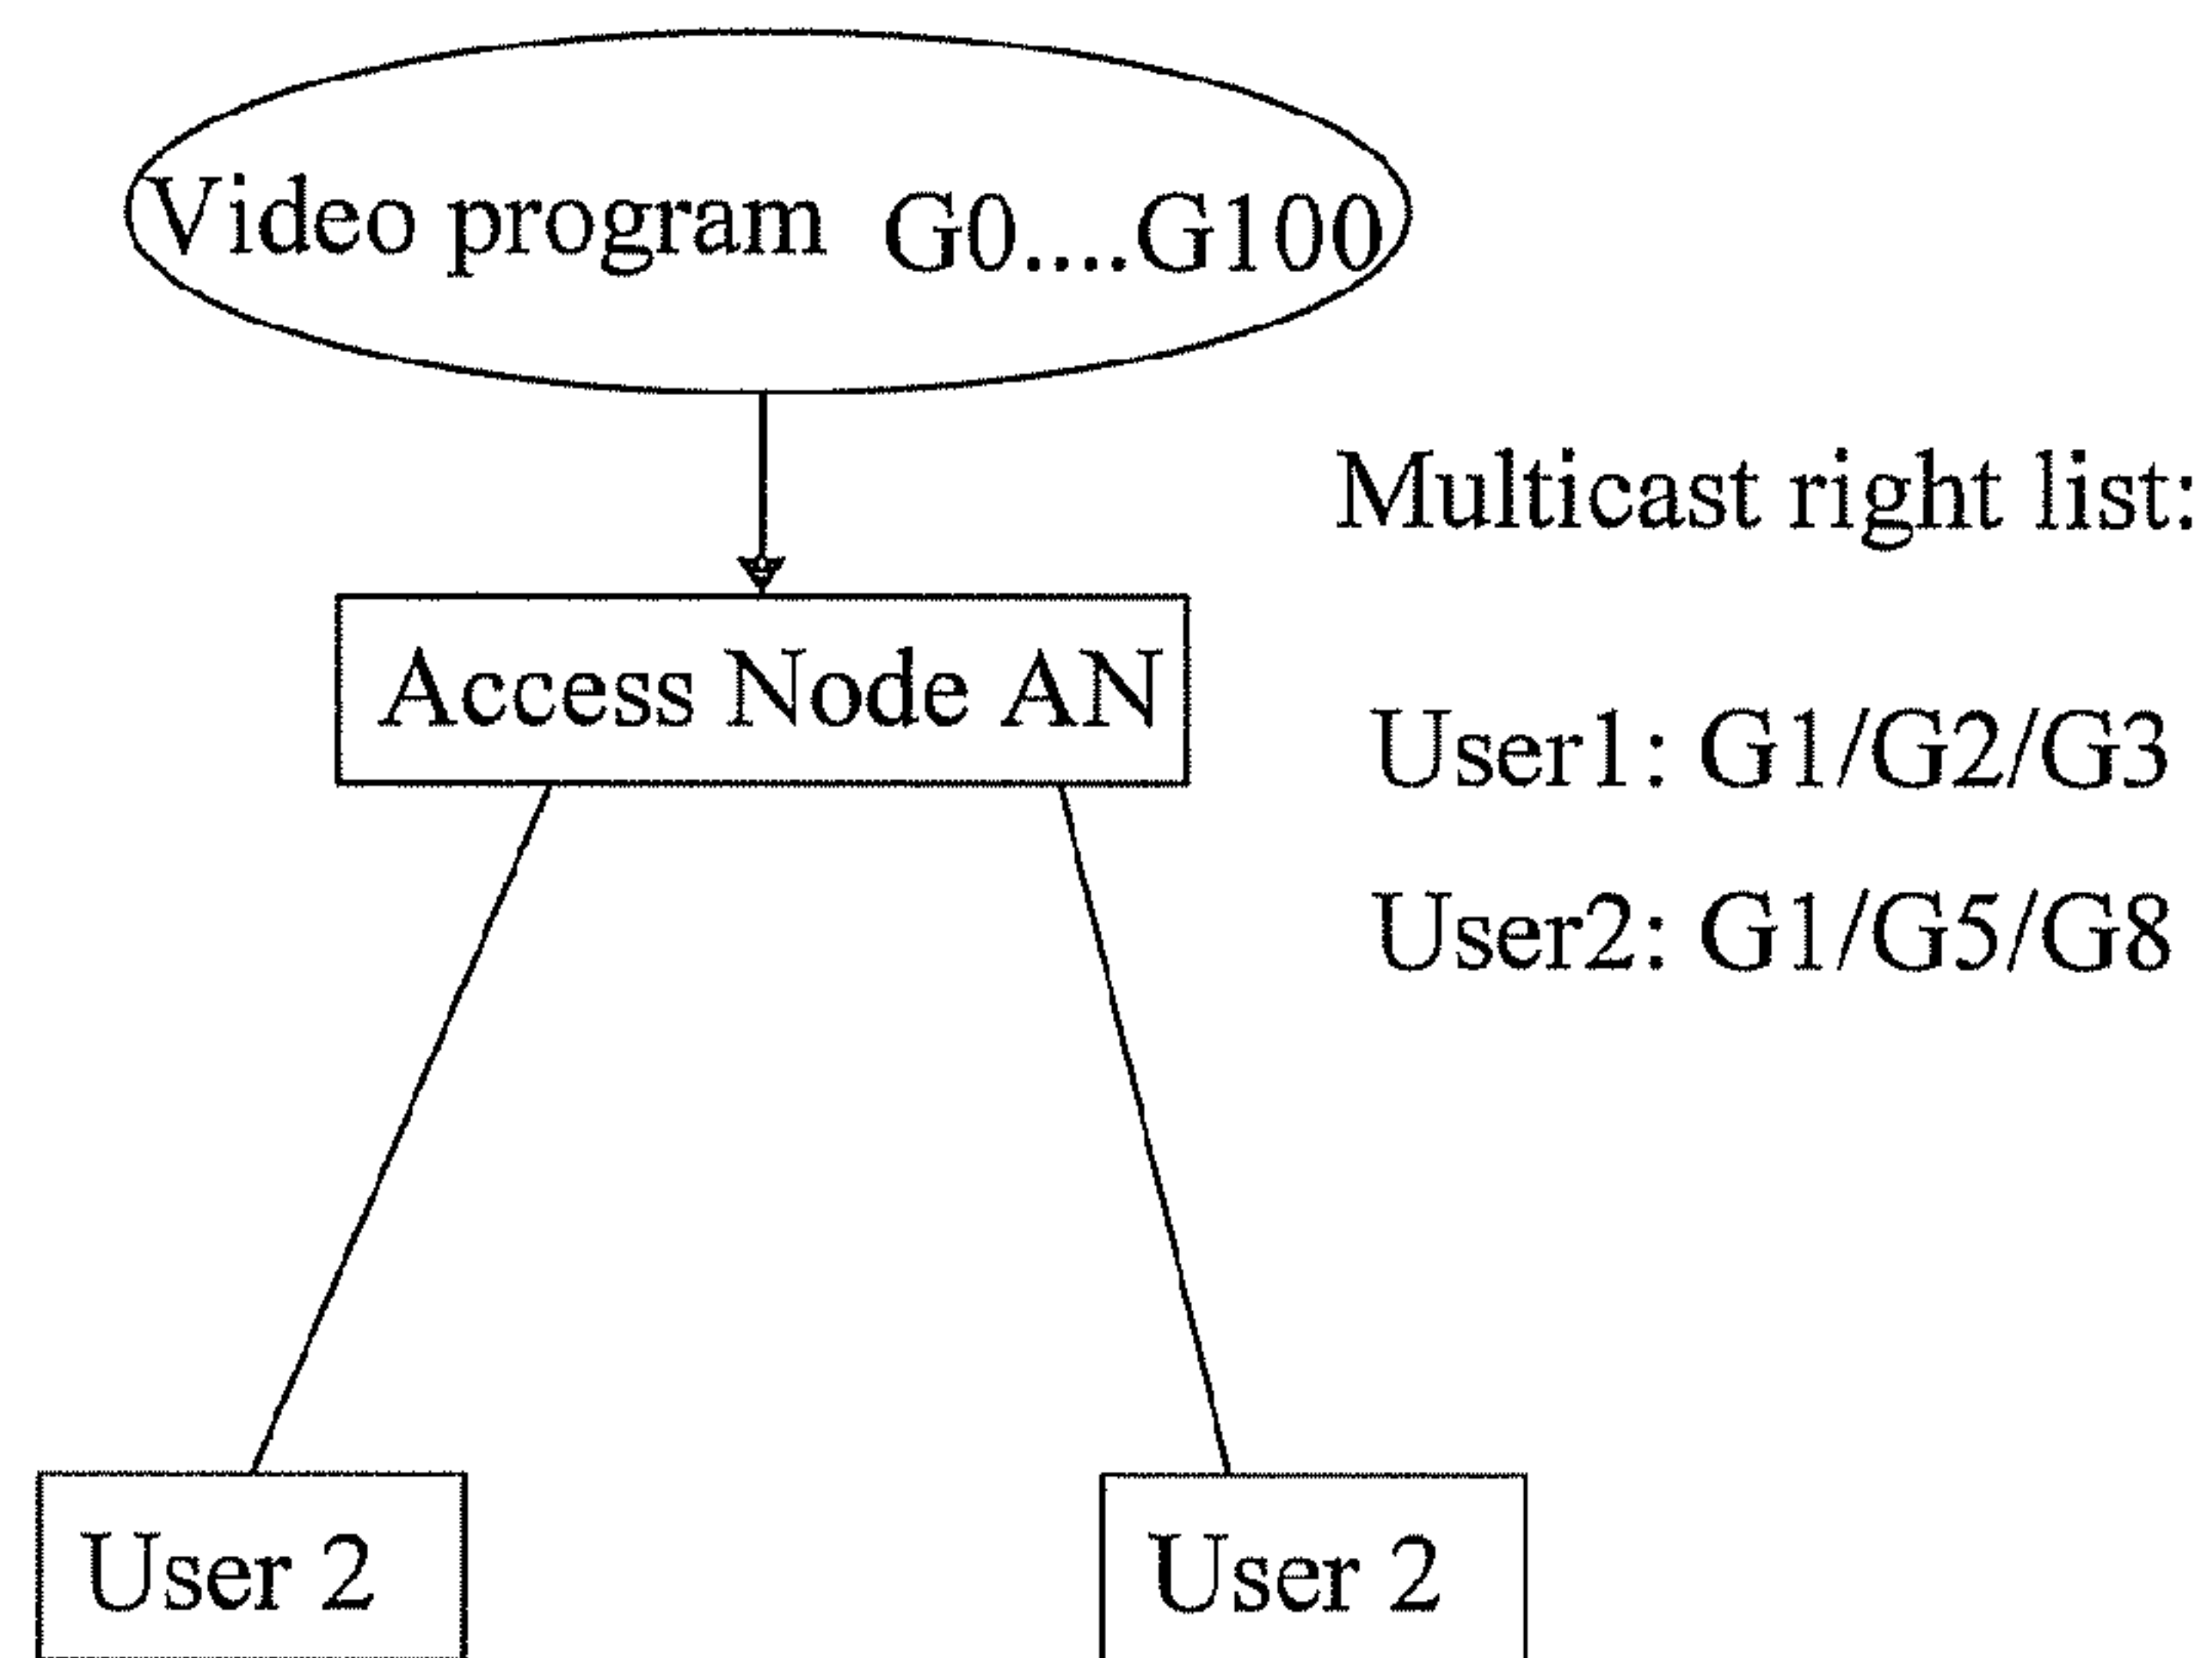 Video program G0....G100
Multicast right list:
Access Node AN
User1: G1/G2/G3
User2: G1/G5/G8
User 2
User 2